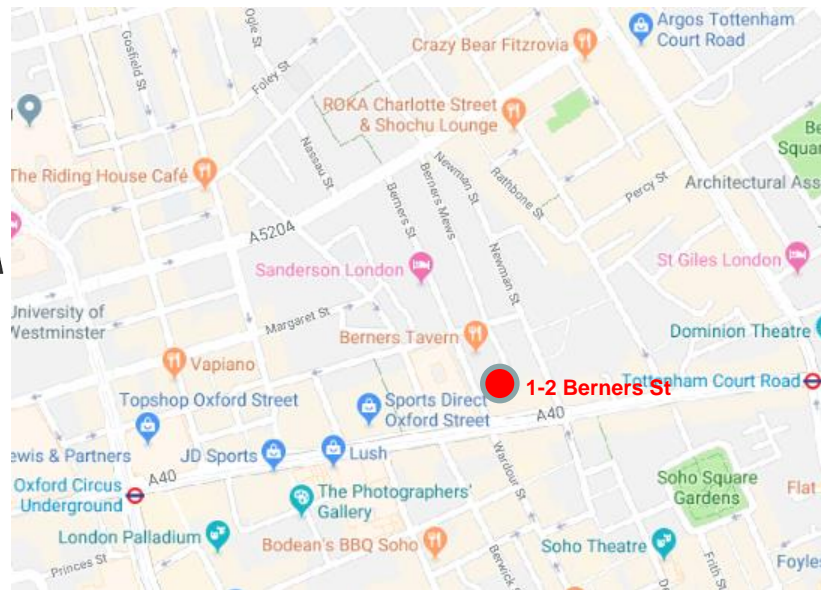 Argos Tottenham
Court Road
Ogle St
Gosfield St
Crazy Bear Fitzrovia
Foley St
ROKA Charlotte Street
& Shochu Lounge
Nassau St
Newman St
Rathbone St
Percy St
Squar
The Riding House Café
Berners St
Berners Mews
Architectural Ass
A5204
Newman St
Sanderson London
St Giles London
University of
Westminster
Margaret St
Berners Tavern
Dominion Theatre
Vapiano
1-2 Berners St
Tottenham Court Road
Topshop Oxford Street
Sports Direct
Oxford Street
A40
ewis & Partners
JD Sports
Lush
Wardour St
A40
Oxford Circus
Underground
The Photographers'
Gallery
Soho Square
Gardens
Flat
London Palladium
Bodean's BBQ Soho
Soho Theatre
Princes St
Berwick
Frith St
Foyles